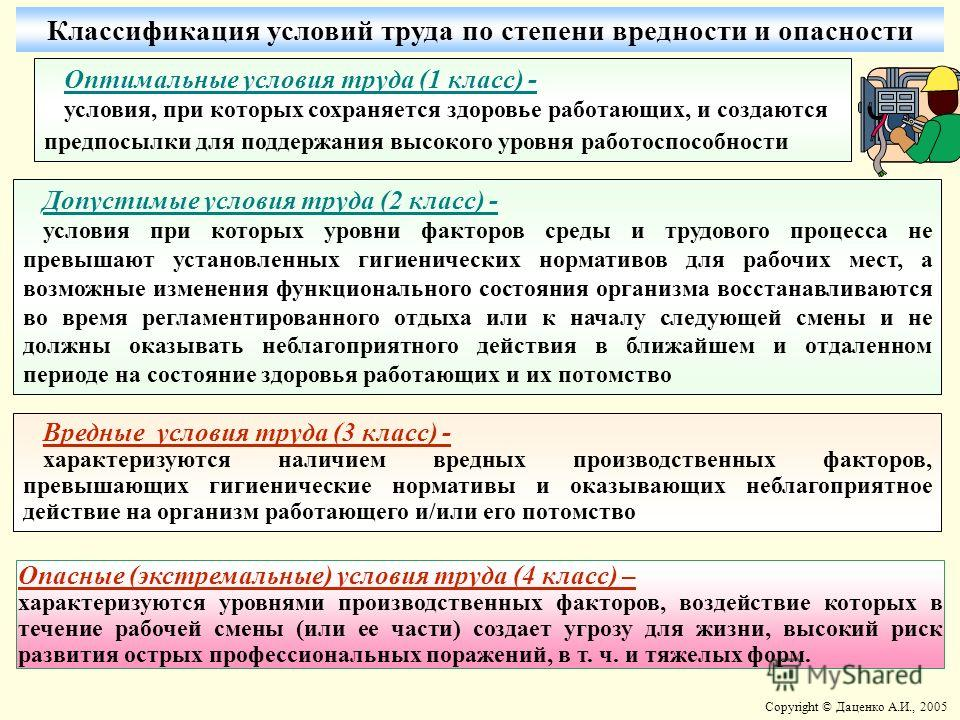 Классификация условий труда по степени вредности и опасности
Оптимальные условия труда (1 класс) -
условия, при которых сохраняется здоровье работающих, и создаются
предпосылки для поддержания высокого уровня работоспособности
Допустимые условия труда (2 класс) -
условия при которых уровни факторов среды и трудового процесса не
превышают установленных гигиенических нормативов для рабочих мест, а
возможные изменения функционального состояния организма восстанавливаются
во время регламентированного отдыха или к началу следующей смены и не
должны оказывать неблагоприятного действия в ближайшем и отдаленном
периоде на состояние здоровья работающих и их потомство
Вредные условия труда (3 класс) -
характеризуются наличием вредных производственных факторов,
превышающих гигиенические нормативы и оказывающих неблагоприятное
действие на организм работающего и/или его потомство
Опасные (экстремальные) условия труда (4 класс) –
характеризуются уровнями производственных факторов, воздействие которых в
течение рабочей смены (или ее части) создает угрозу для жизни, высокий риск
развития острых профессиональных поражений, в т. ч. и тяжелых форм.
MyShared
Copyright © Даценко А.И., 2005